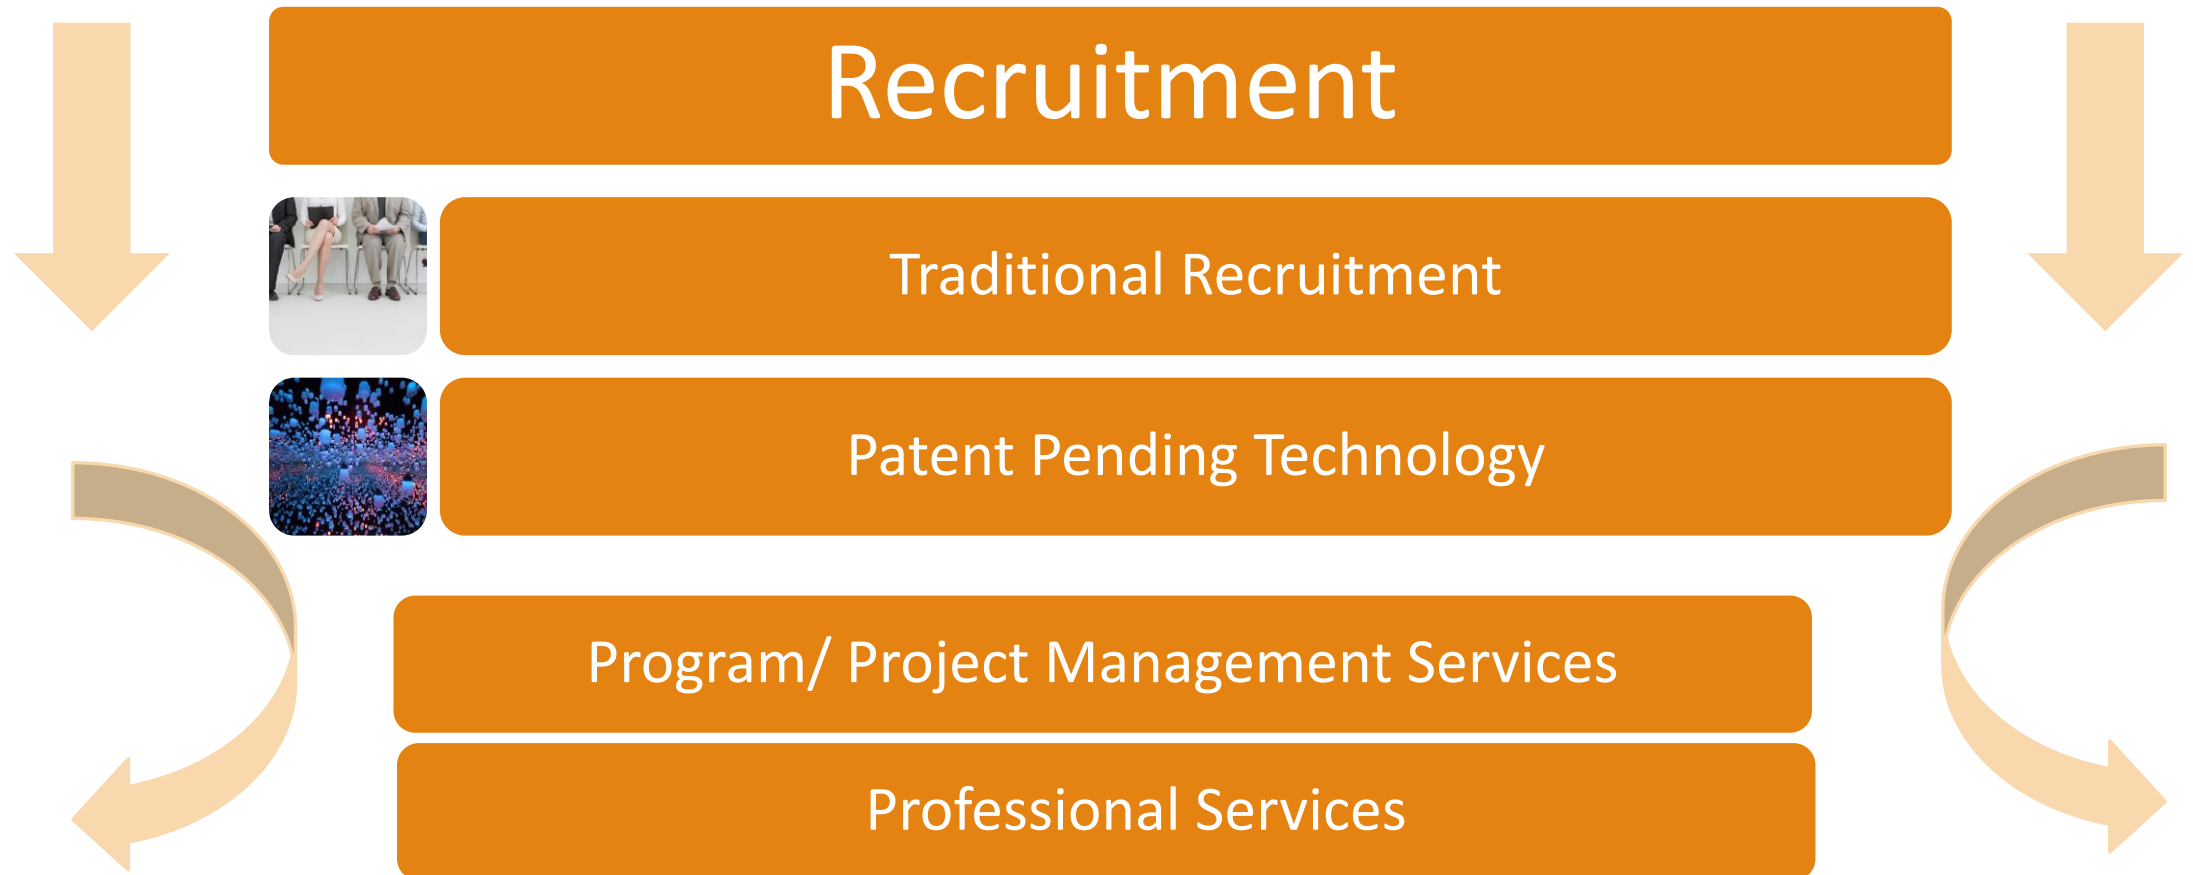 Recruitment
Traditional Recruitment
Patent Pending Technology
Program/ Project Management Services
Professional Services